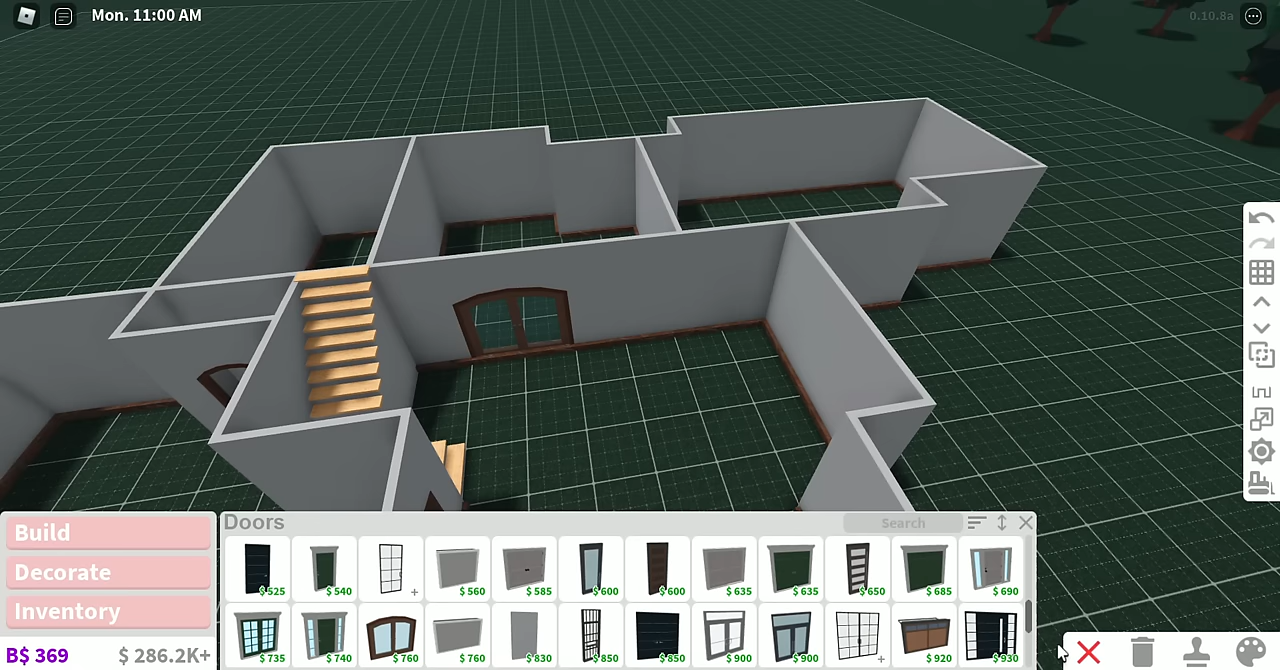 Mon. 11:00 AM
0.10.8a
Doors
Search
Build
Decorate
Inventory
B$ 369
$ 286.2K+
$525
$540
+
$560
$585
$600
$600
$635
$635
$650
$685
$690
$735
$740
$760
$760
$830
$850
$850
$900
$900
+
$920
$930